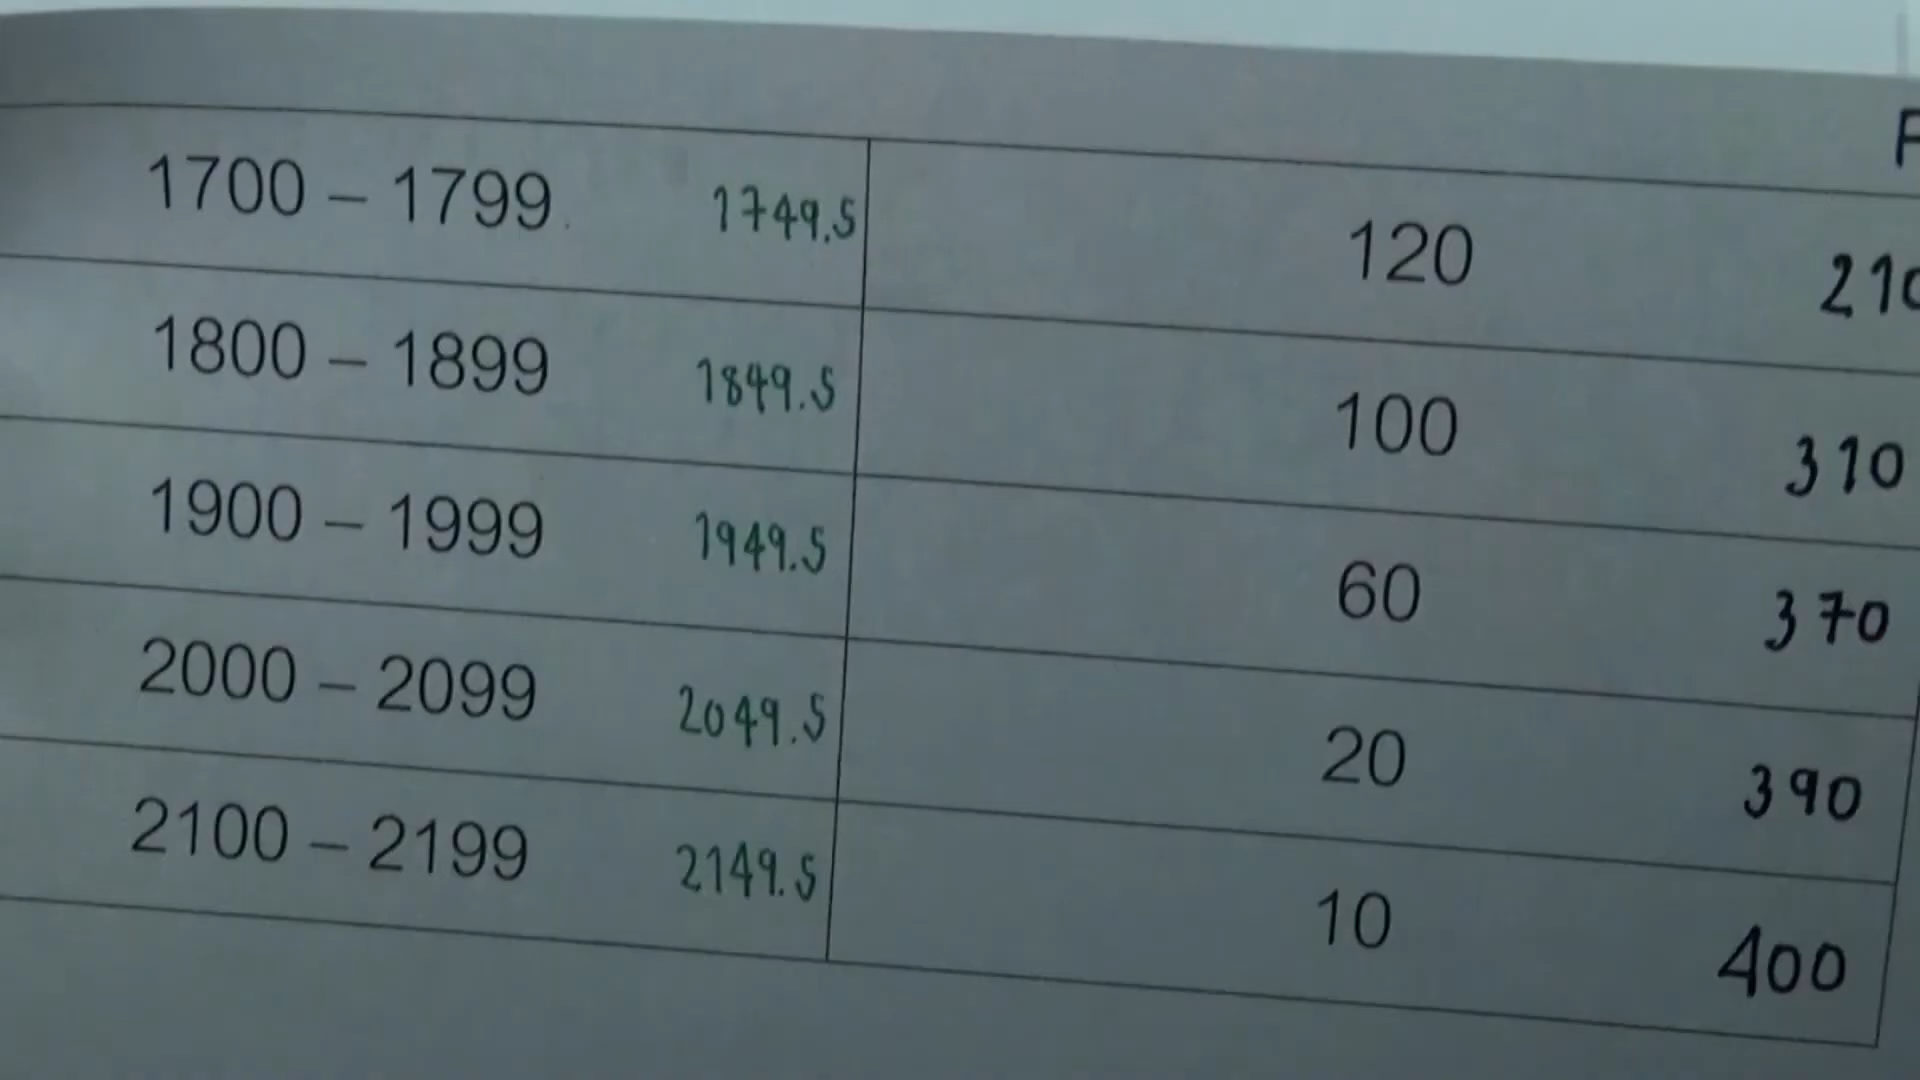 F
1700 – 1799 1749.5 120 210
1800 – 1899 1849.5 100 310
1900 – 1999 1949.5 60 370
2000 – 2099 2049.5 20 390
2100 – 2199 2149.5 10 400